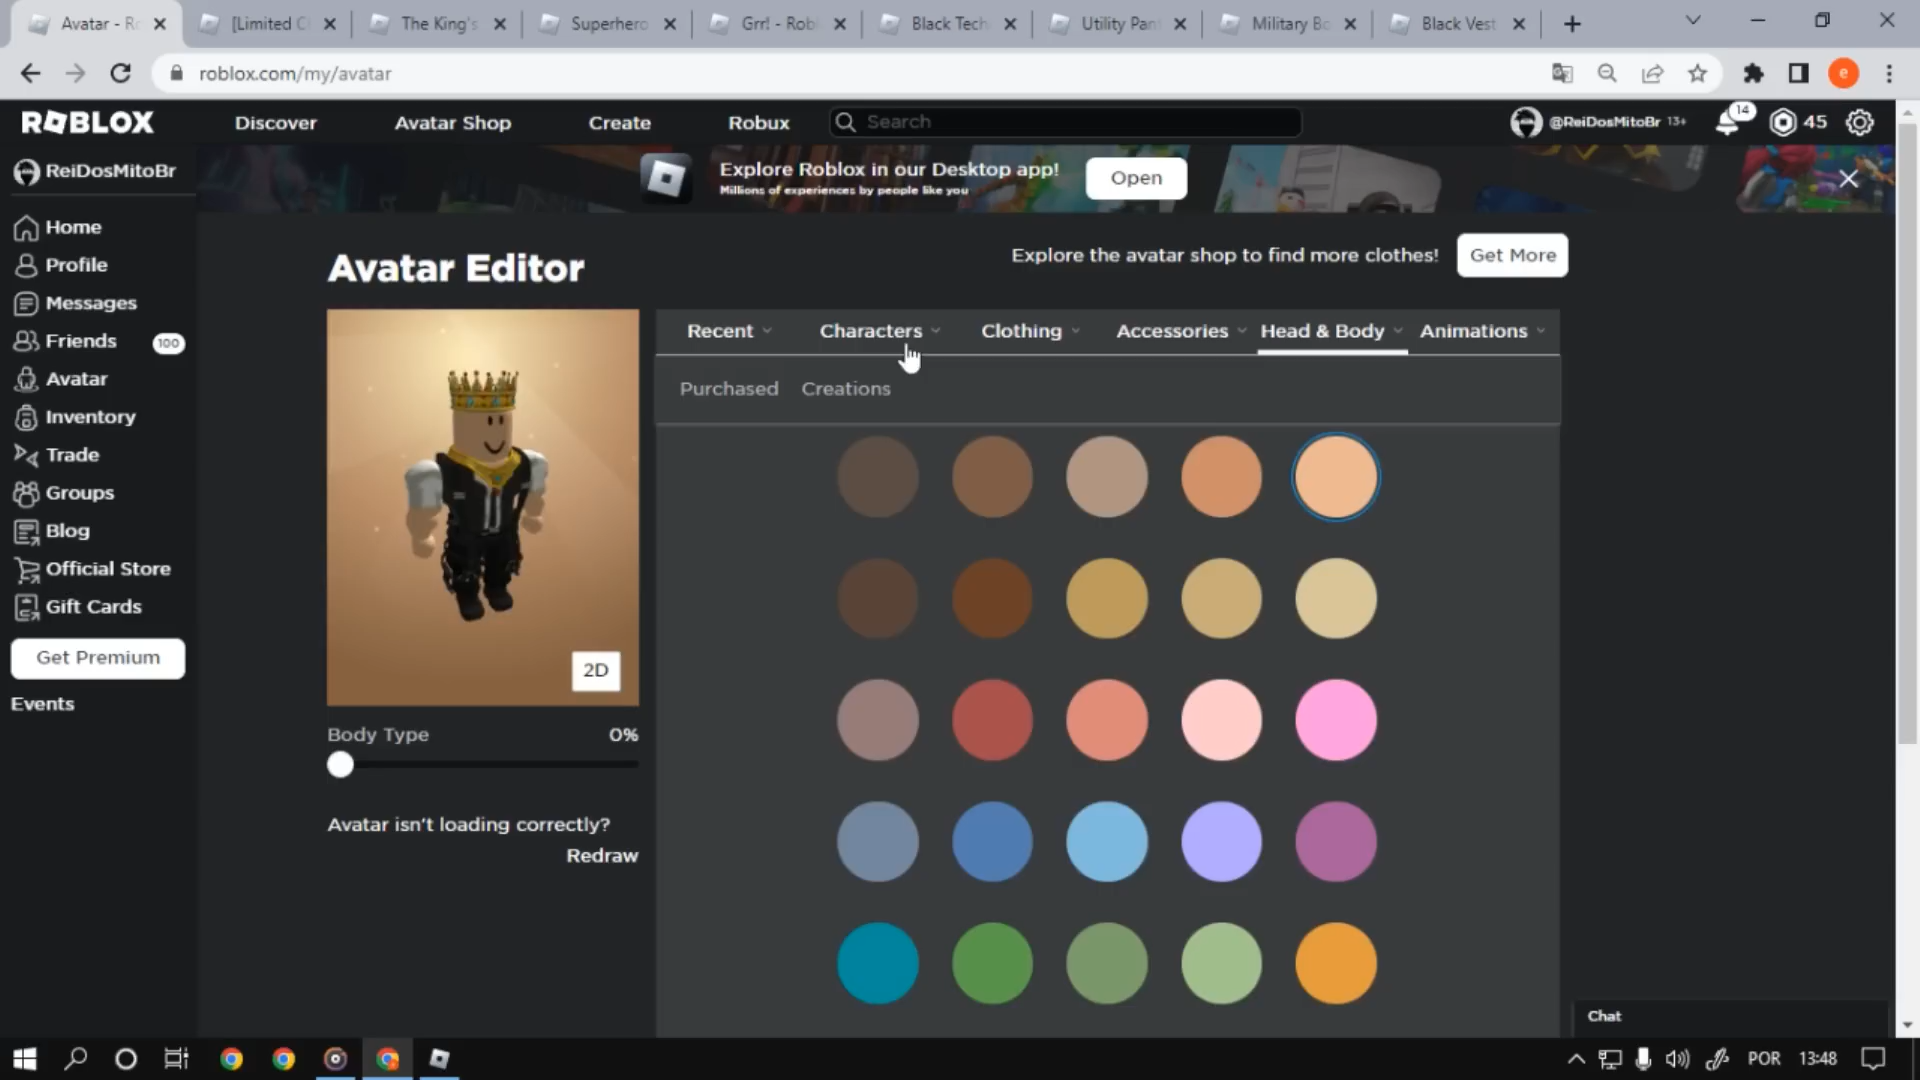 Avatar - Ro
[Limited C
The King's
Superhero
Grr! - Robl
Black Tech
Utility Pan
Military Bo
Black Vest
roblox.com/my/avatar
e
ROBLOX
Discover
Avatar Shop
Create
Robux
Search
@ReiDosMitoBr 13+
14
45
ReiDosMitoBr
Explore Roblox in our Desktop app!
Millions of experiences by people like you
Open
Home
Profile
Messages
Friends
100
Avatar
Inventory
Trade
Groups
Blog
Official Store
Gift Cards
Get Premium
Events
Avatar Editor
Explore the avatar shop to find more clothes!
Get More
Recent
Characters
Clothing
Accessories
Head & Body
Animations
Purchased
Creations
2D
Body Type
0%
Avatar isn't loading correctly?
Redraw
Chat
POR
13:48